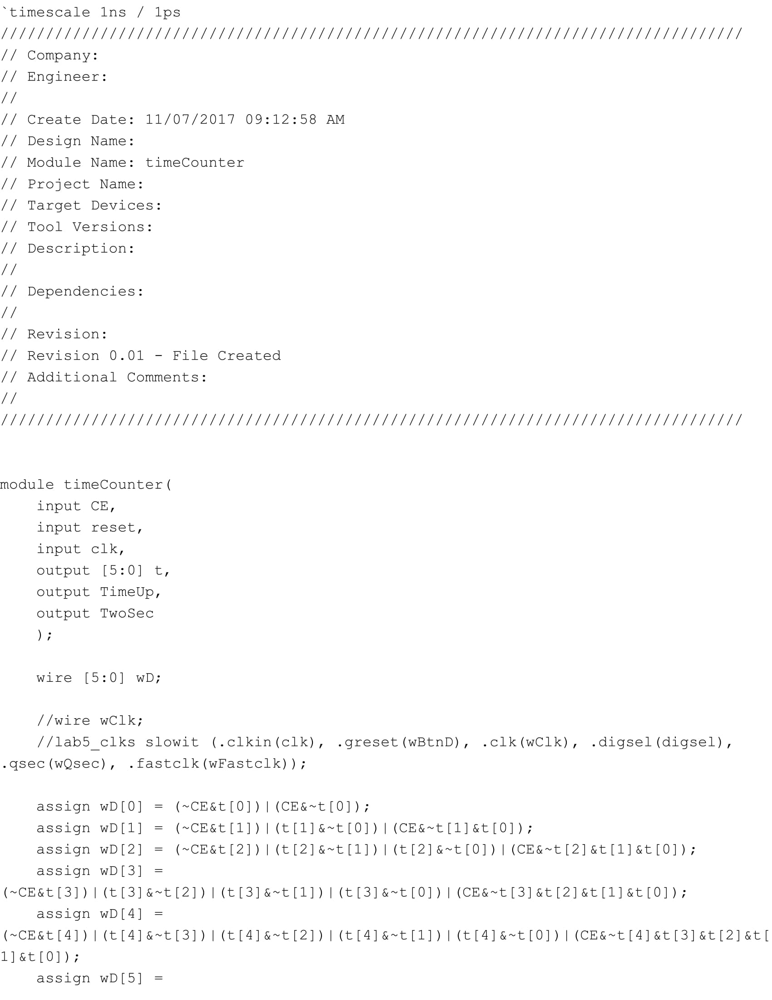 `timescale 1ns / 1ps
//////////////////////////////////////////////////////////////////////////////////
// Company:
// Engineer:
//
// Create Date: 11/07/2017 09:12:58 AM
// Design Name:
// Module Name: timeCounter
// Project Name:
// Target Devices:
// Tool Versions:
// Description:
//
// Dependencies:
//
// Revision:
// Revision 0.01 - File Created
// Additional Comments:
//
//////////////////////////////////////////////////////////////////////////////////
module timeCounter(
    input CE,
    input reset,
    input clk,
    output [5:0] t,
    output TimeUp,
    output TwoSec
    );
    wire [5:0] wD;
    //wire wClk;
    //lab5_clks slowit (.clkin(clk), .greset(wBtnD), .clk(wClk), .digsel(digsel),
.qsec(wQsec), .fastclk(wFastclk));
    assign wD[0] = (~CE&t[0])|(CE&~t[0]);
    assign wD[1] = (~CE&t[1])|(t[1]&~t[0])|(CE&~t[1]&t[0]);
    assign wD[2] = (~CE&t[2])|(t[2]&~t[1])|(t[2]&~t[0])|(CE&~t[2]&t[1]&t[0]);
    assign wD[3] =
(~CE&t[3])|(t[3]&~t[2])|(t[3]&~t[1])|(t[3]&~t[0])|(CE&~t[3]&t[2]&t[1]&t[0]);
    assign wD[4] =
(~CE&t[4])|(t[4]&~t[3])|(t[4]&~t[2])|(t[4]&~t[1])|(t[4]&~t[0])|(CE&~t[4]&t[3]&t[2]&t[
1]&t[0]);
    assign wD[5] =